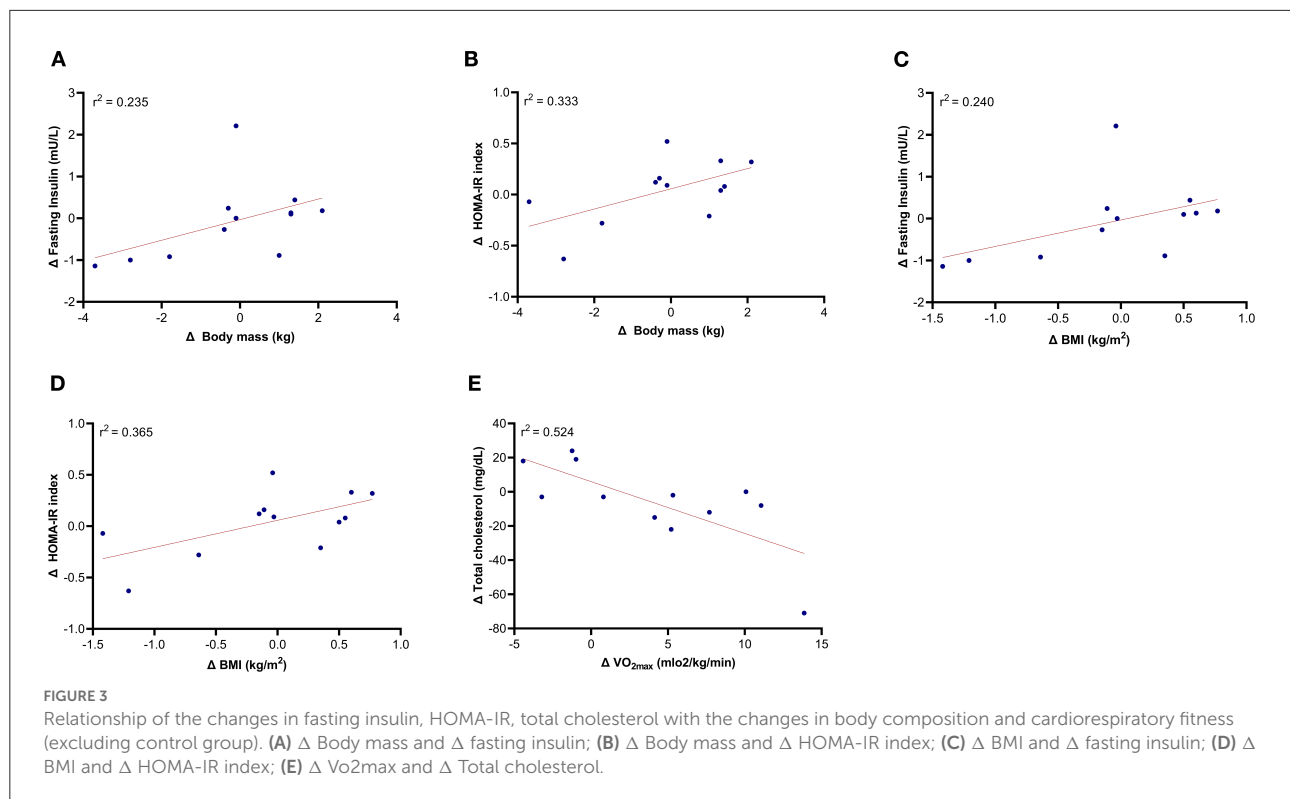 A
B
C
r² = 0.235
3
2
1
0
-1
-2
Δ Fasting Insulin (mU/L)
-4 -2 0 2 4
Δ Body mass (kg)
r² = 0.333
1.0
0.5
0.0
-0.5
-1.0
Δ HOMA-IR index
-4 -2 0 2 4
Δ Body mass (kg)
r² = 0.240
3
2
1
0
-1
-2
Δ Fasting Insulin (mU/L)
-1.5 -1.0 -0.5 0.0 0.5 1.0
Δ BMI (kg/m²)
D
E
r² = 0.365
1.0
0.5
0.0
-0.5
-1.0
Δ HOMA-IR index
-1.5 -1.0 -0.5 0.0 0.5 1.0
Δ BMI (kg/m²)
r² = 0.524
40
20
0
-20
-40
-60
-80
Δ Total cholesterol (mg/dL)
-5 0 5 10 15
Δ VO₂max (mlo2/kg/min)
FIGURE 3
Relationship of the changes in fasting insulin, HOMA-IR, total cholesterol with the changes in body composition and cardiorespiratory fitness
(excluding control group). (A) Δ Body mass and Δ fasting insulin; (B) Δ Body mass and Δ HOMA-IR index; (C) Δ BMI and Δ fasting insulin; (D) Δ
BMI and Δ HOMA-IR index; (E) Δ Vo2max and Δ Total cholesterol.